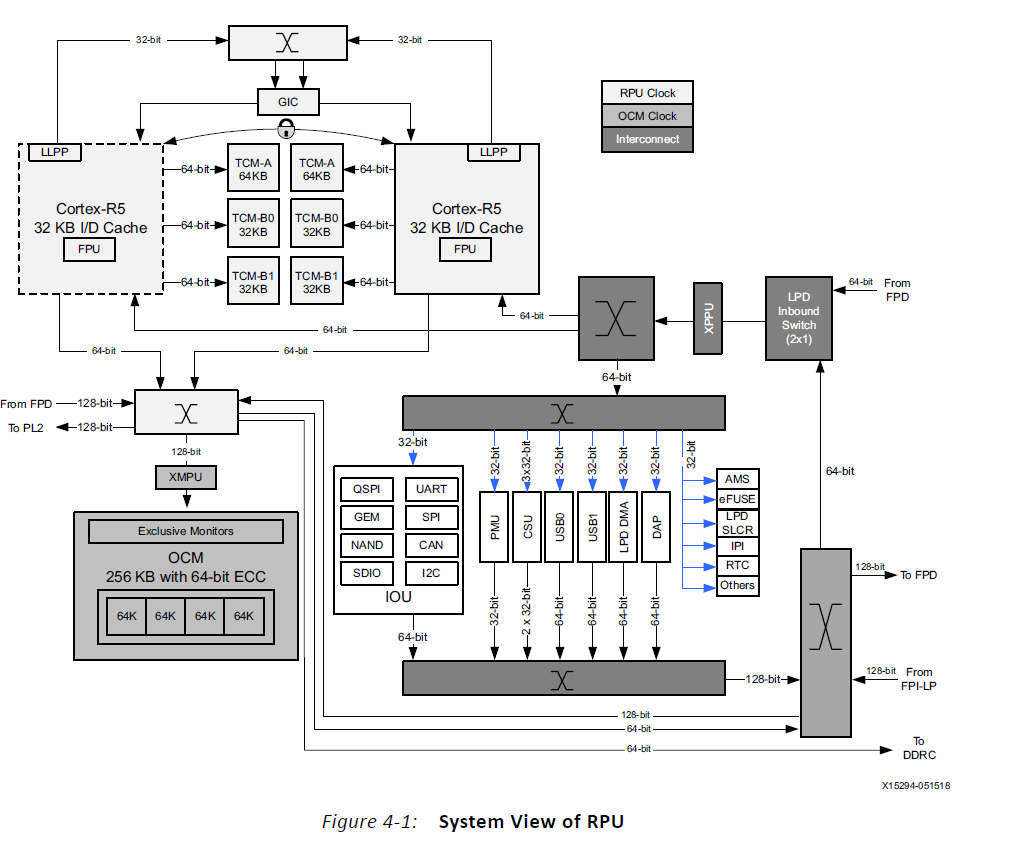 32-bit
32-bit
GIC
RPU Clock
OCM Clock
Interconnect
LLPP
Cortex-R5
32 KB I/D Cache
FPU
64-bit
64-bit
64-bit
TCM-A
64KB
TCM-A
64KB
TCM-B0
32KB
TCM-B0
32KB
TCM-B1
32KB
TCM-B1
32KB
64-bit
64-bit
64-bit
LLPP
Cortex-R5
32 KB I/D Cache
FPU
64-bit
64-bit
XPPU
LPD
Inbound
Switch
(2x1)
64-bit
From
FPD
64-bit
64-bit
64-bit
From FPD
128-bit
To PL2
128-bit
128-bit
XMPU
Exclusive Monitors
OCM
256 KB with 64-bit ECC
64K
64K
64K
64K
32-bit
QSPI
UART
GEM
SPI
NAND
CAN
SDIO
I2C
IOU
64-bit
32-bit
3x32-bit
32-bit
32-bit
32-bit
32-bit
32-bit
PMU
CSU
USB0
USB1
LPD DMA
DAP
32-bit
2 x 32-bit
64-bit
64-bit
64-bit
64-bit
AMS
eFUSE
LPD
SLCR
IPI
RTC
Others
64-bit
128-bit
To FPD
128-bit
From
FPI-LP
128-bit
128-bit
64-bit
64-bit
To
DDRC
X15294-051518
Figure 4-1: System View of RPU